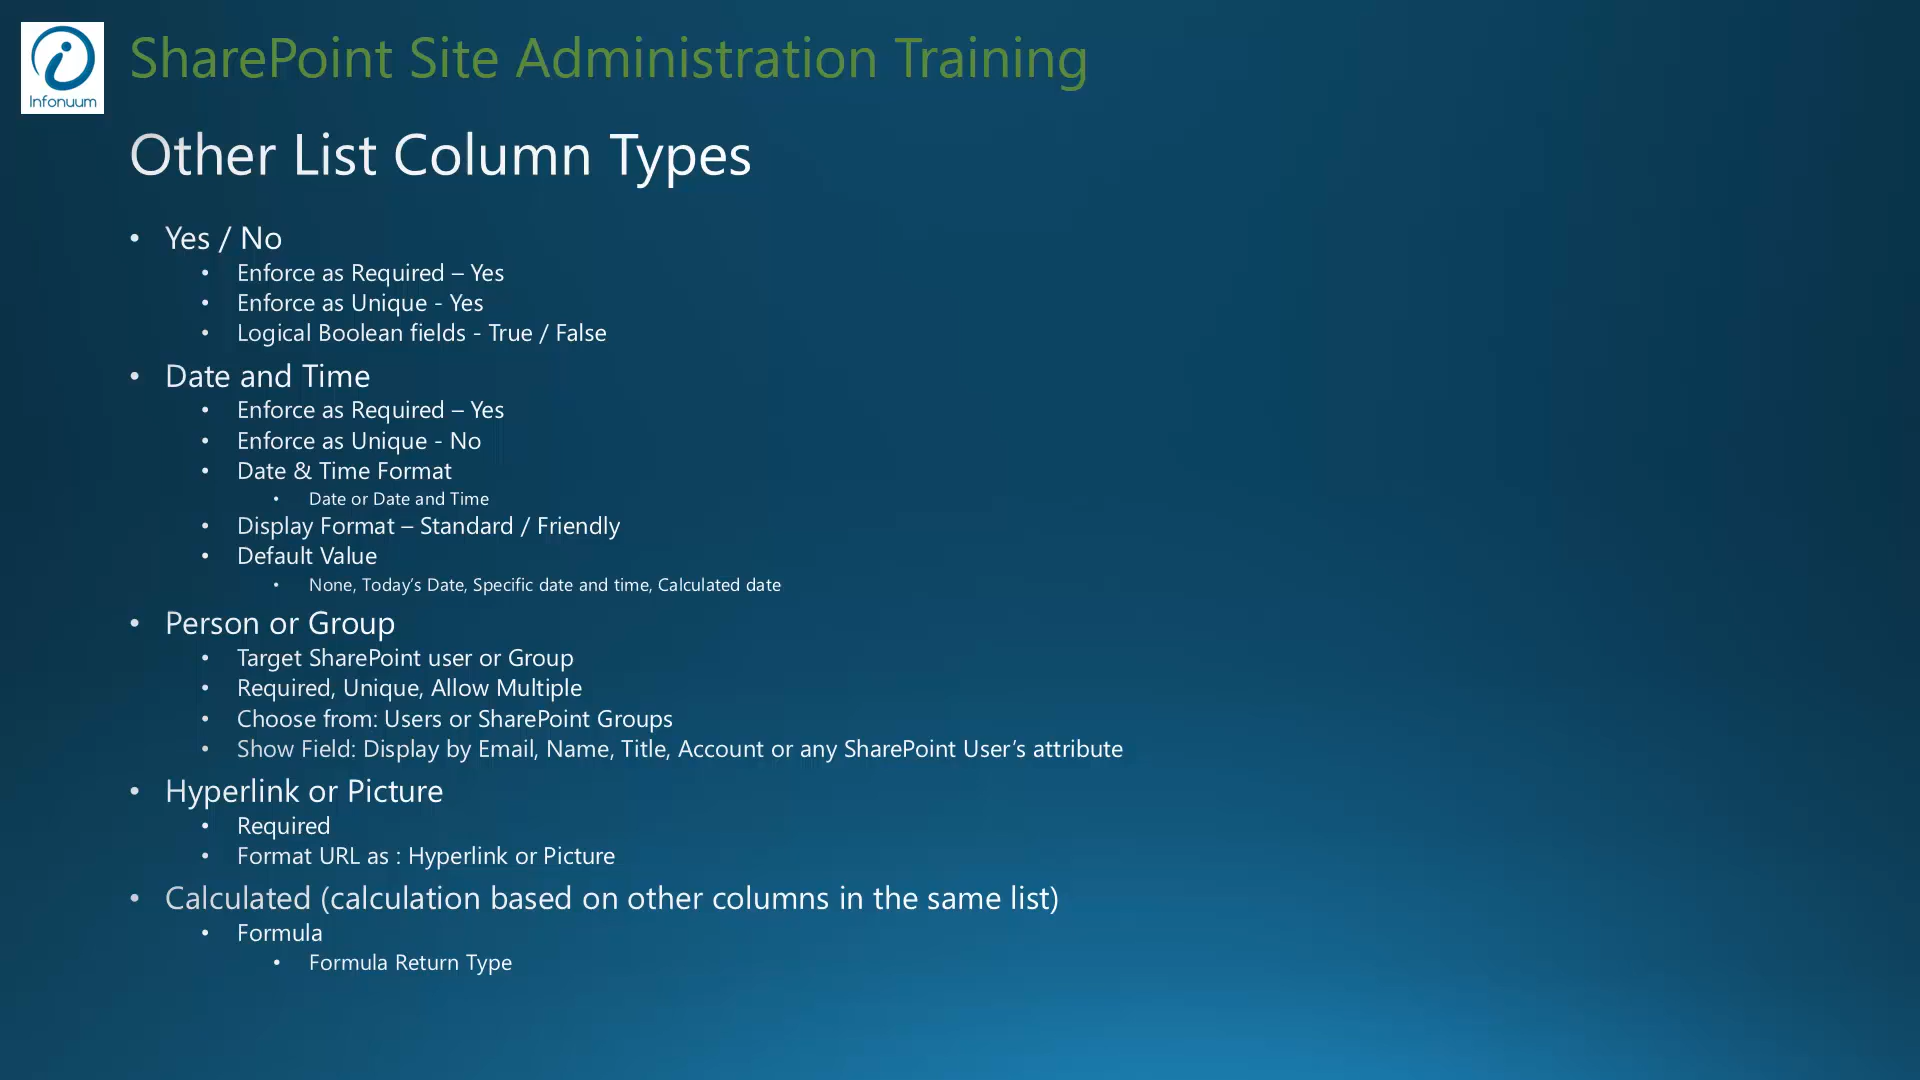 Infonuum
SharePoint Site Administration Training
Other List Column Types
• Yes / No
• Enforce as Required – Yes
• Enforce as Unique - Yes
• Logical Boolean fields - True / False
• Date and Time
• Enforce as Required – Yes
• Enforce as Unique - No
• Date & Time Format
• Date or Date and Time
• Display Format – Standard / Friendly
• Default Value
• None, Today’s Date, Specific date and time, Calculated date
• Person or Group
• Target SharePoint user or Group
• Required, Unique, Allow Multiple
• Choose from: Users or SharePoint Groups
• Show Field: Display by Email, Name, Title, Account or any SharePoint User’s attribute
• Hyperlink or Picture
• Required
• Format URL as : Hyperlink or Picture
• Calculated (calculation based on other columns in the same list)
• Formula
• Formula Return Type